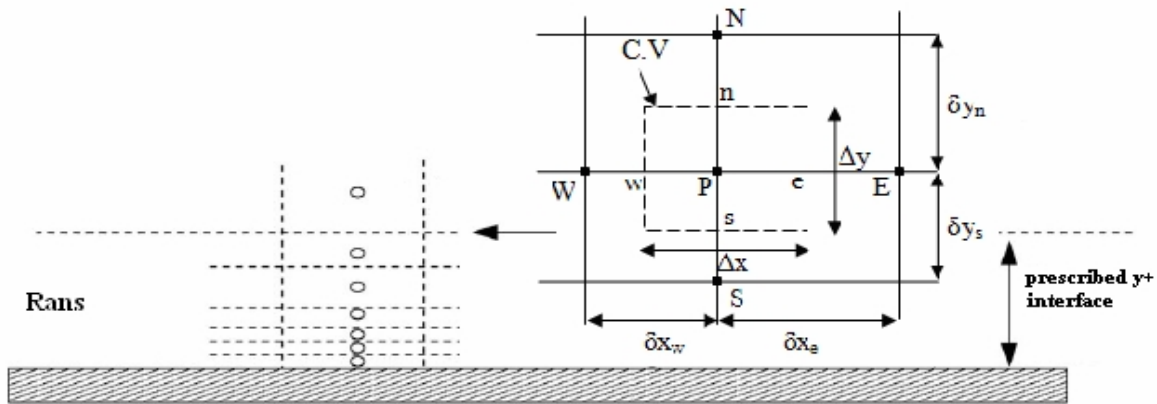 N
C.V
n
δyn
Δy
W
w
P
e
E
s
δys
Δx
prescribed y+
interface
Rans
S
δxw
δxe